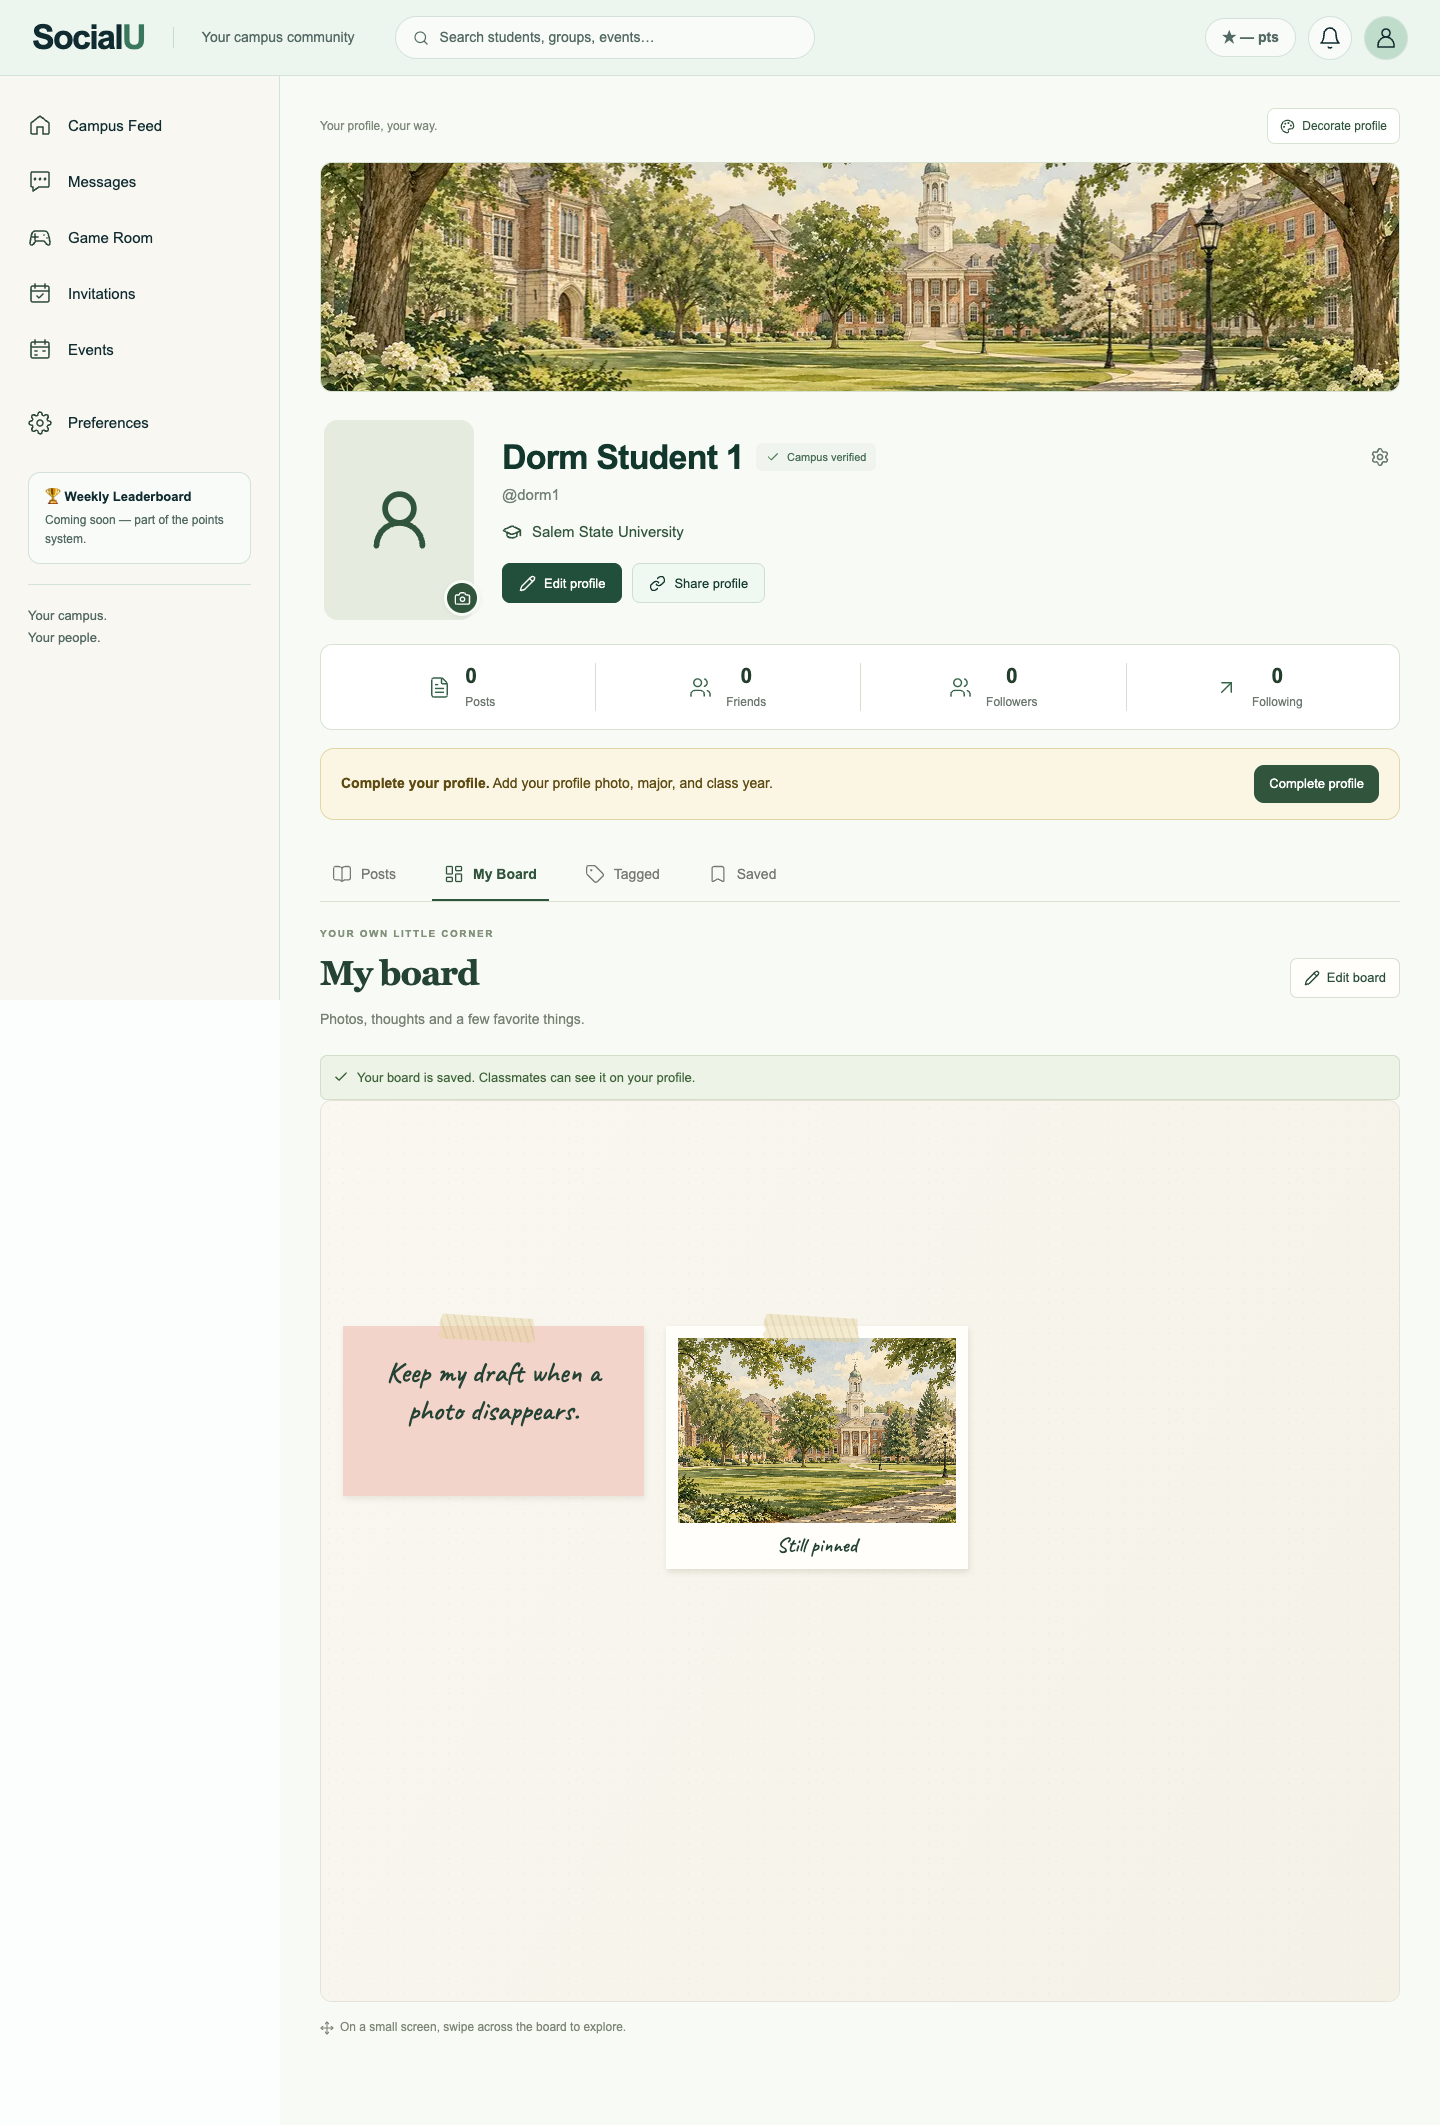 SocialU
Your campus community
Search students, groups, events…
★ — pts
Campus Feed
Messages
Game Room
Invitations
Events
Preferences
🏆 Weekly Leaderboard
Coming soon — part of the points
system.
Your campus.
Your people.
Your profile, your way.
Decorate profile
Dorm Student 1
Campus verified
@dorm1
Salem State University
Edit profile
Share profile
0
Posts
0
Friends
0
Followers
0
Following
Complete your profile. Add your profile photo, major, and class year.
Complete profile
Posts
My Board
Tagged
Saved
YOUR OWN LITTLE CORNER
My board
Edit board
Photos, thoughts and a few favorite things.
Your board is saved. Classmates can see it on your profile.
Keep my draft when a
photo disappears.
Still pinned
On a small screen, swipe across the board to explore.